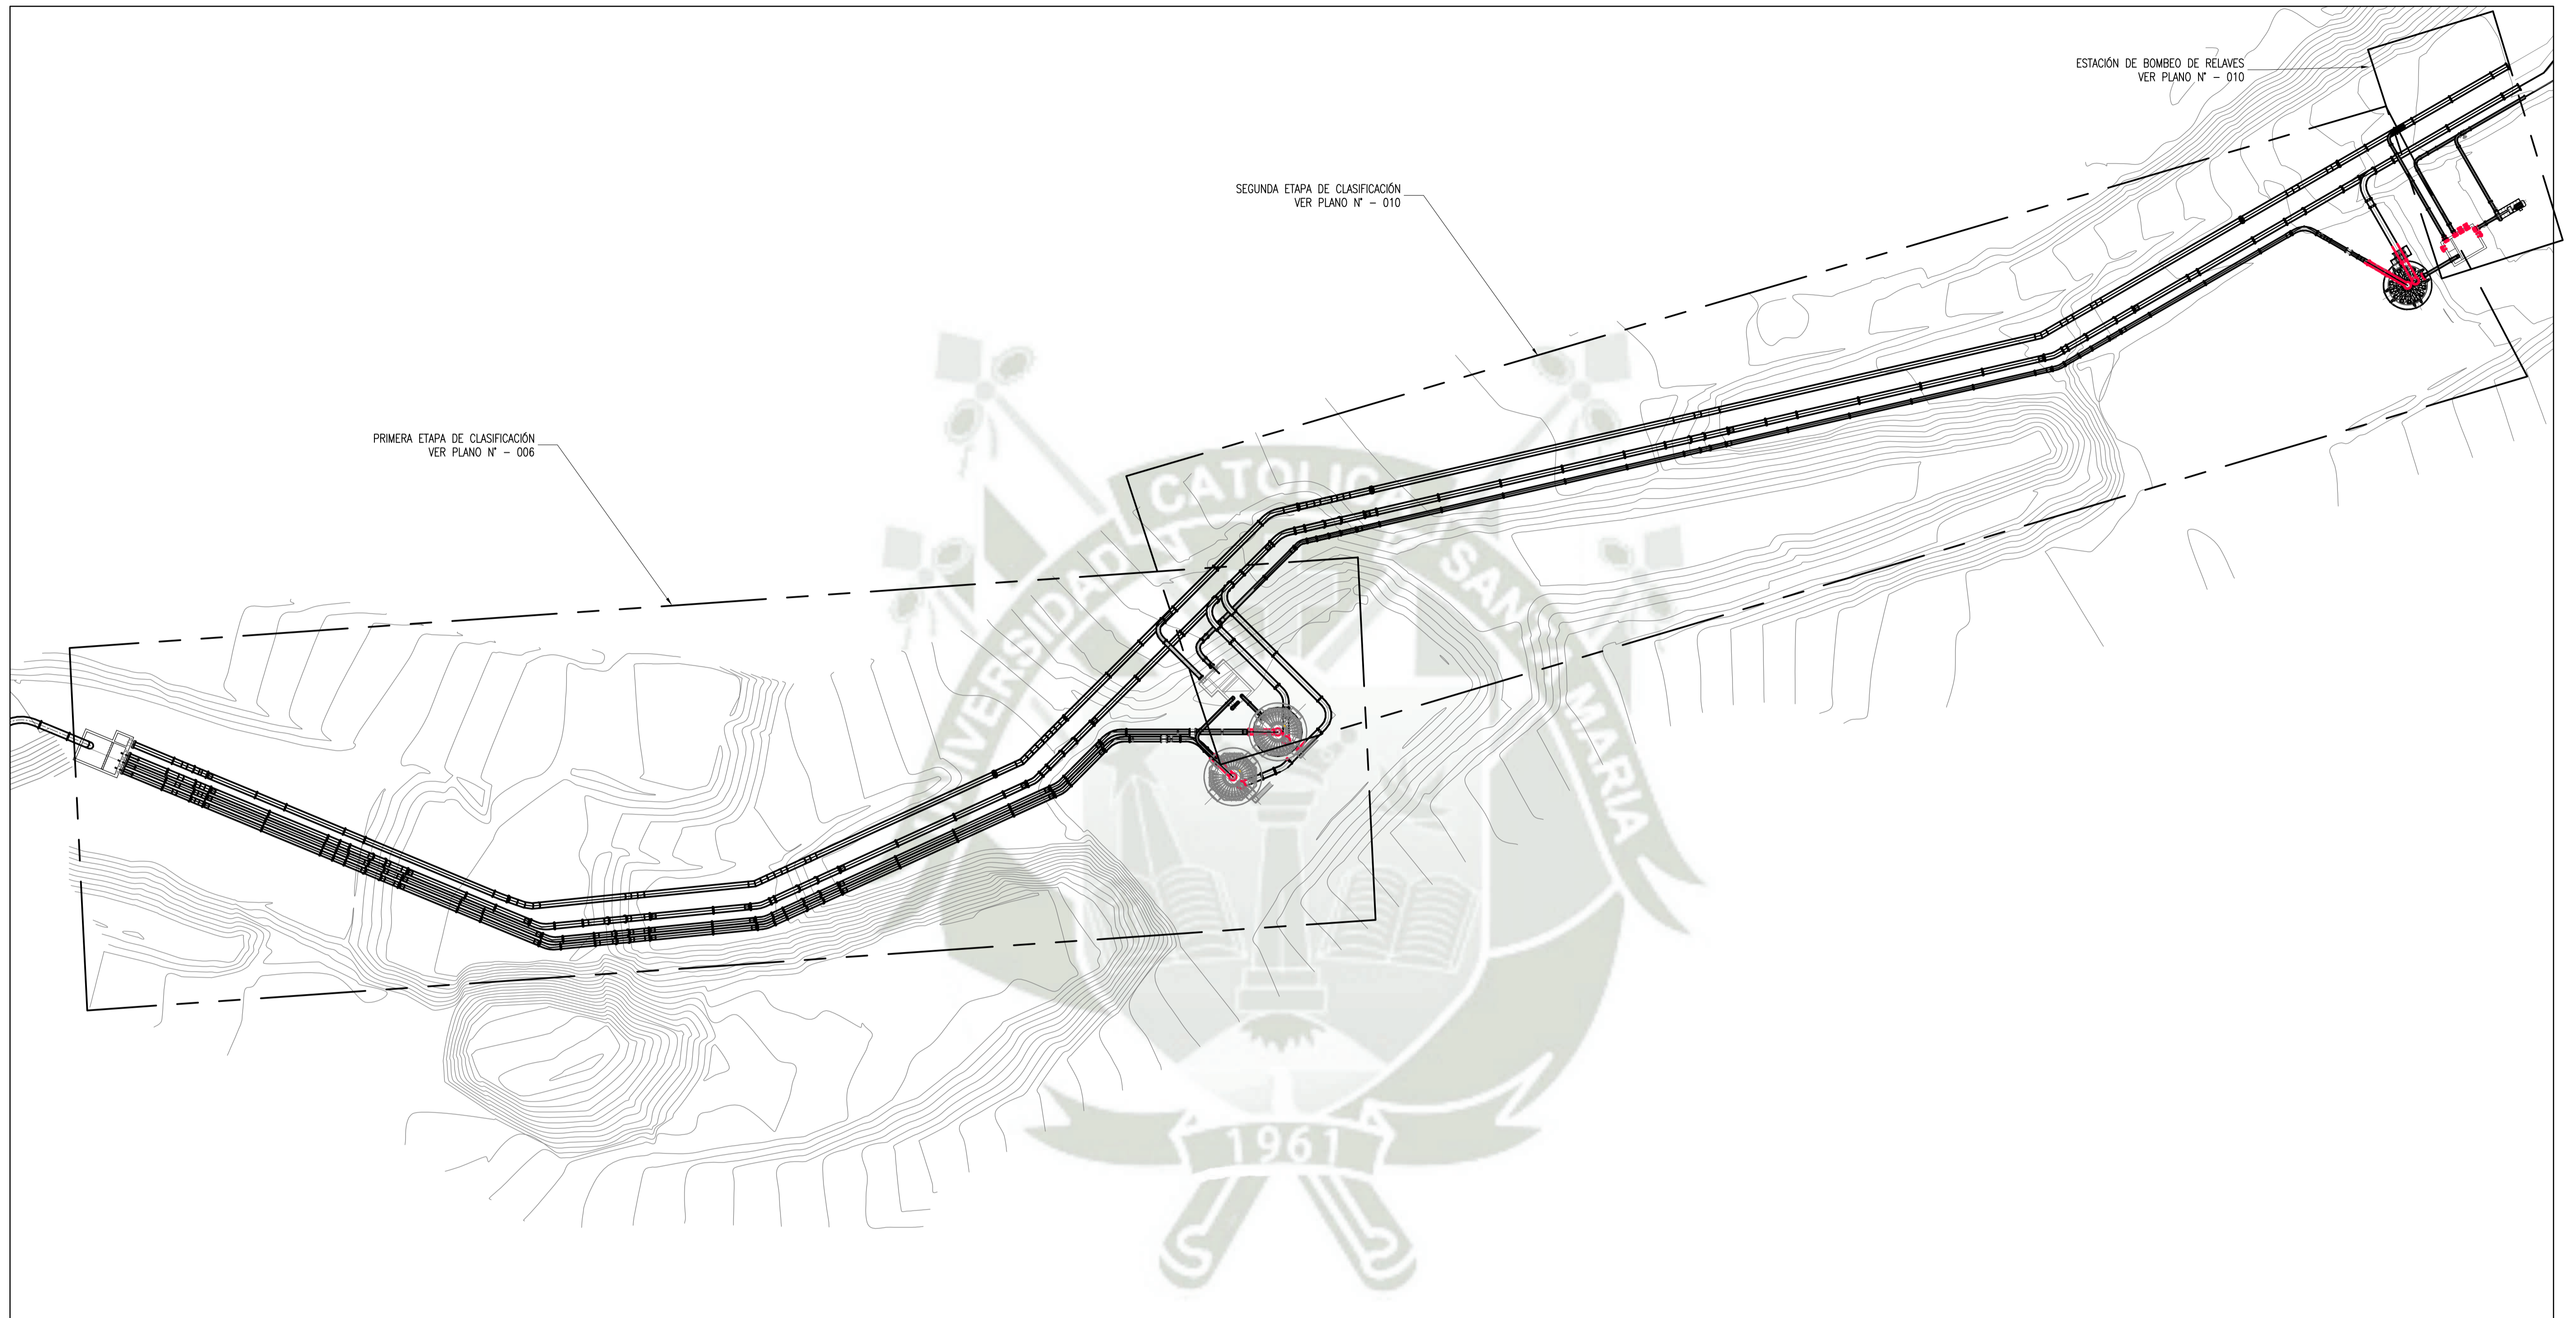 ESTACIÓN DE BOMBEO DE RELAVES
VER PLANO N° - 010
SEGUNDA ETAPA DE CLASIFICACIÓN
VER PLANO N° - 010
PRIMERA ETAPA DE CLASIFICACIÓN
VER PLANO N° - 006
UNIVERSIDAD CATOLICA SANTA MARIA
1961